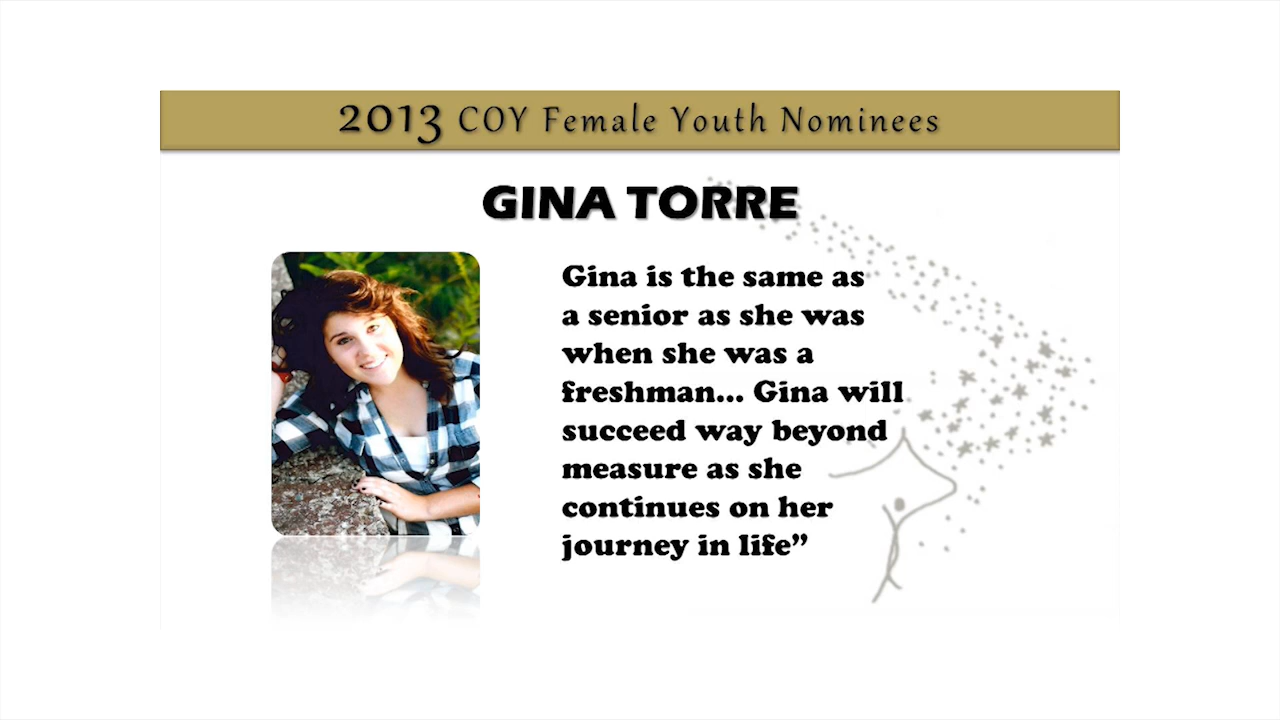 2013 COY Female Youth Nominees
GINA TORRE
Gina is the same as
a senior as she was
when she was a
freshman... Gina will
succeed way beyond
measure as she
continues on her
journey in life”